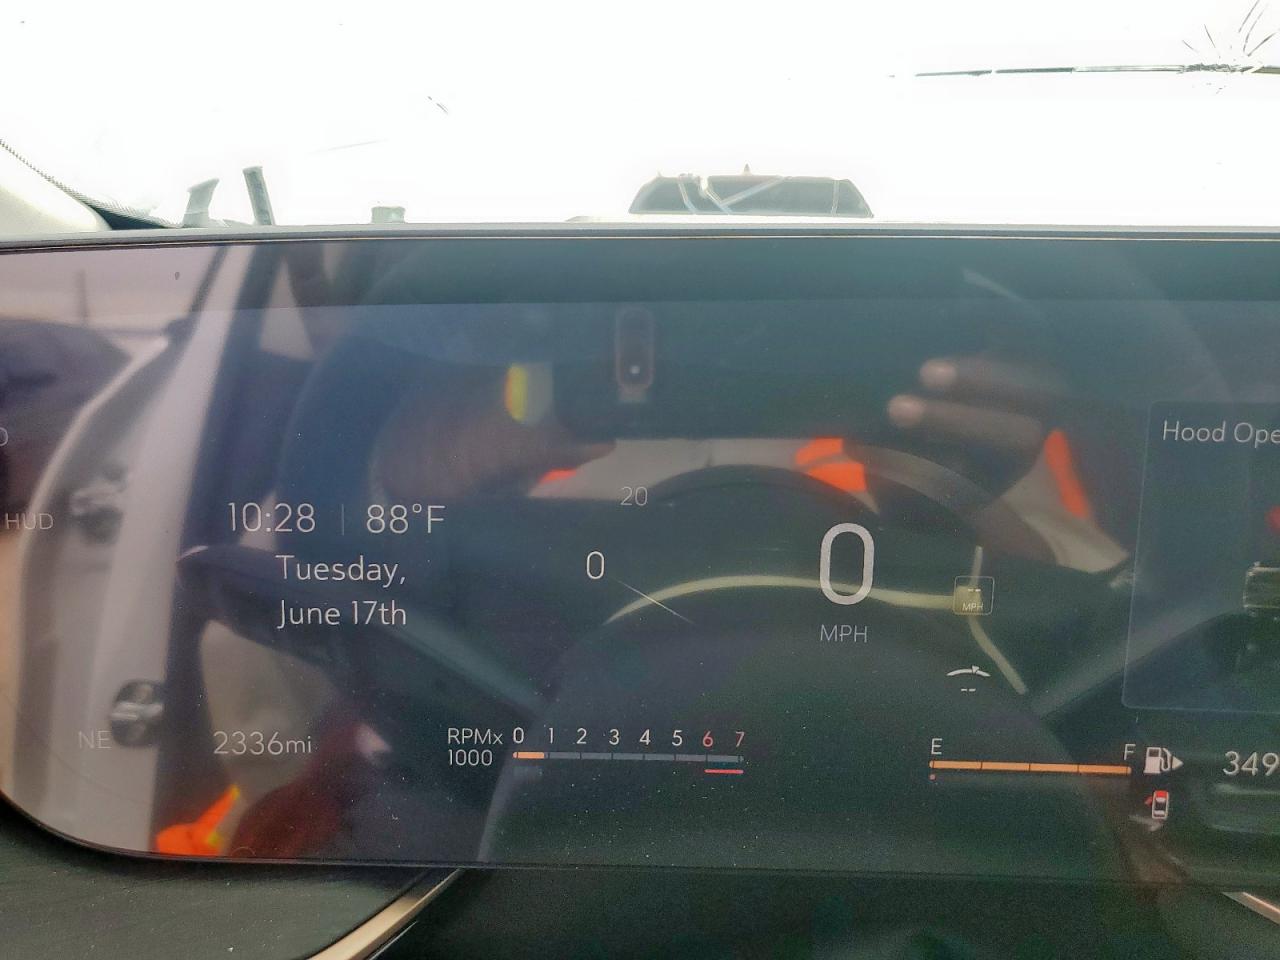 Hood Ope
HUD
20
10:28 | 88°F
0
0
Tuesday,
MPH
June 17th
MPH
--
NE
2336mi
RPMx 0 1 2 3 4 5 6 7
1000
E F
349